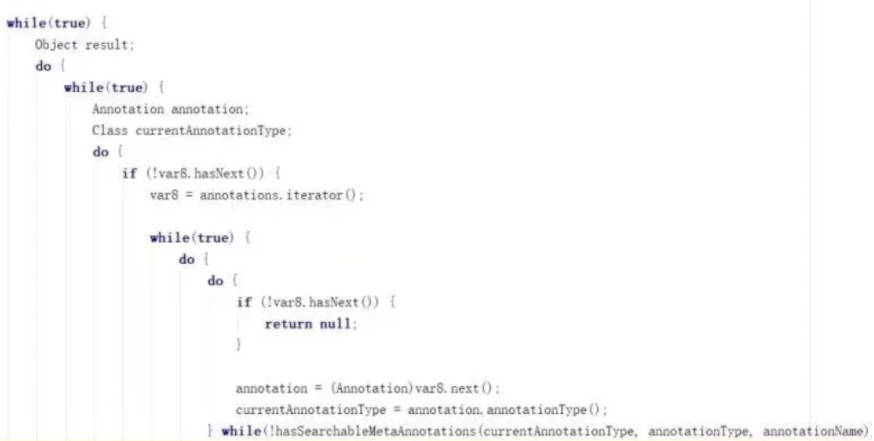 while(true) {
Object result;
do {
while(true) {
Annotation annotation;
Class currentAnnotationType;
do {
if (!var8.hasNext()) {
var8 = annotations.iterator();
while(true) {
do {
do {
if (!var8.hasNext()) {
return null;
}
annotation = (Annotation)var8.next();
currentAnnotationType = annotation.annotationType();
} while(!hasSearchableMetaAnnotations(currentAnnotationType, annotationType, annotationName)